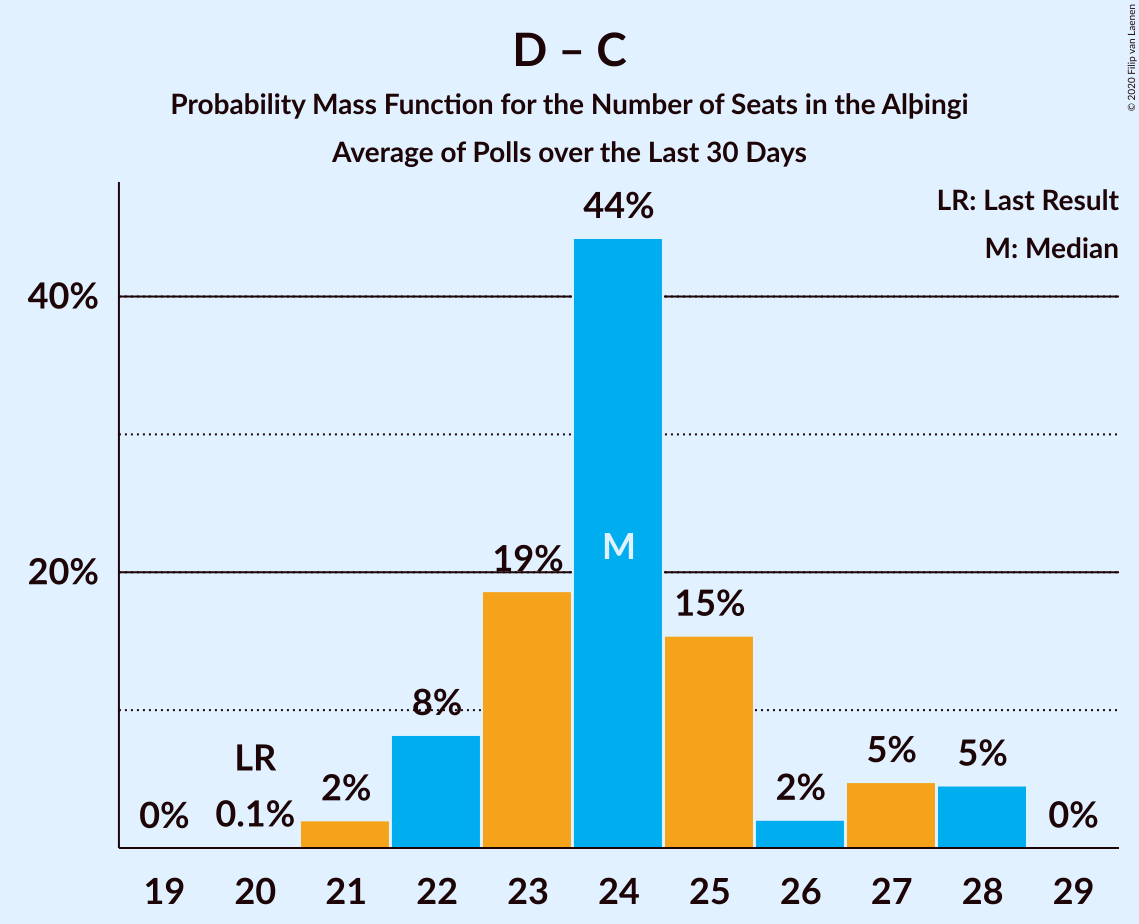 D – C
Probability Mass Function for the Number of Seats in the Alþingi
Average of Polls over the Last 30 Days
© 2020 Filip van Laenen
LR: Last Result
M: Median
44%
40%
19%
M
20%
15%
8%
LR
5%
5%
2%
2%
0%
0.1%
0%
19 20 21 22 23 24 25 26 27 28 29